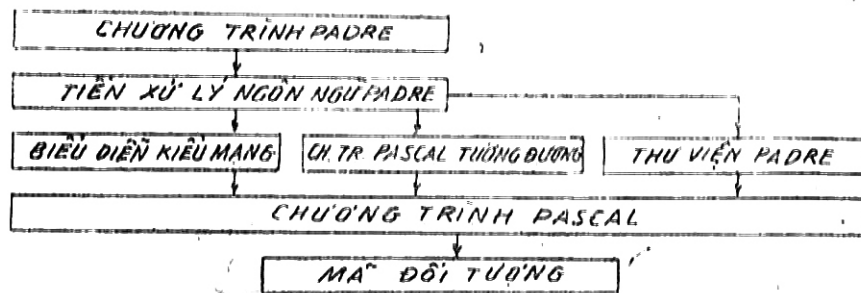 CHƯƠNG TRÌNH PADRE
TIỀN XỬ LÝ NGÔN NGỮ PADRE
BIỂU DIỄN KIỂU MẠNG
CH. TR. PASCAL TƯƠNG ĐƯƠNG
THƯ VIỆN PADRE
CHƯƠNG TRÌNH PASCAL
MÃ ĐỐI TƯỢNG